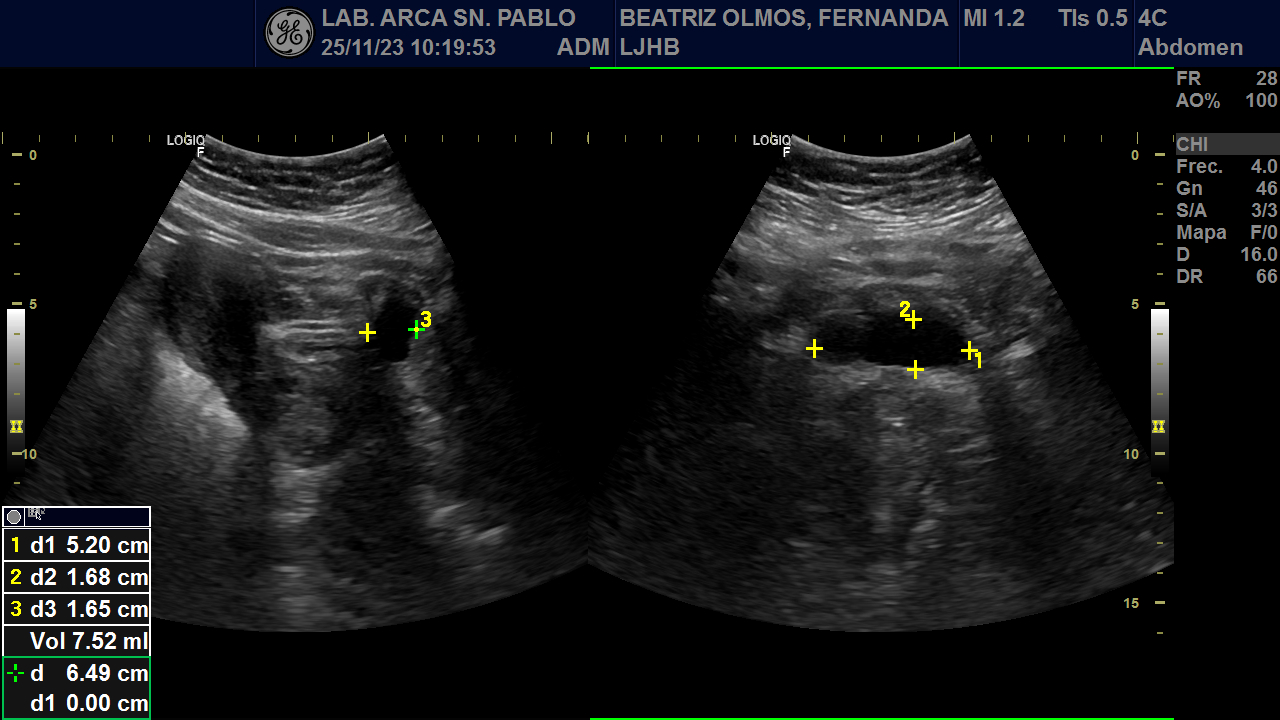 LAB. ARCA SN. PABLO
25/11/23 10:19:53 ADM
BEATRIZ OLMOS, FERNANDA
LJHB
MI 1.2 TIs 0.5
4C
Abdomen
FR 28
AO% 100
CHI
Frec. 4.0
Gn 46
S/A 3/3
Mapa F/0
D 16.0
DR 66
LOGIQ
F
0
5
10
3
LOGIQ
F
0
5
10
15
2
1
1 d1 5.20 cm
2 d2 1.68 cm
3 d3 1.65 cm
Vol 7.52 ml
d 6.49 cm
d1 0.00 cm